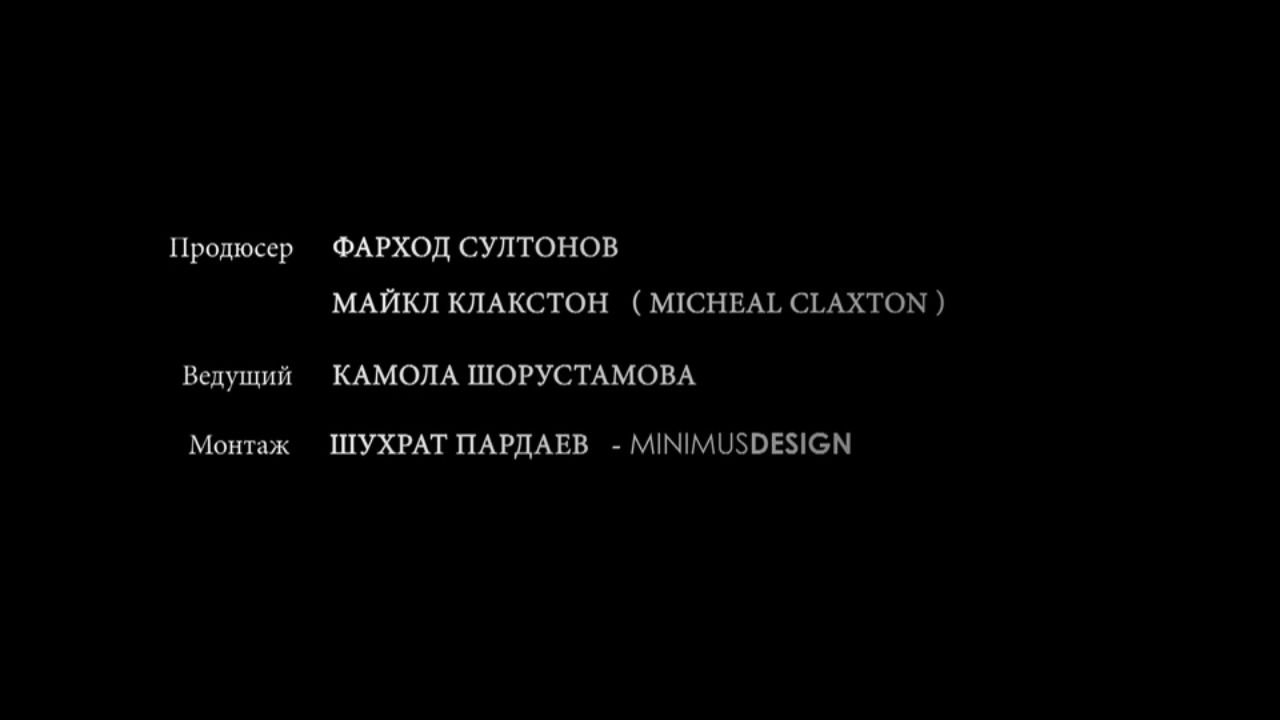 Продюсер ФАРХОД СУЛТОНОВ
МАЙКЛ КЛАКСТОН ( MICHEAL CLAXTON )
Ведущий КАМОЛА ШОРУСТАМОВА
Монтаж ШУХРАТ ПАРДАЕВ - MINIMUSDESIGN